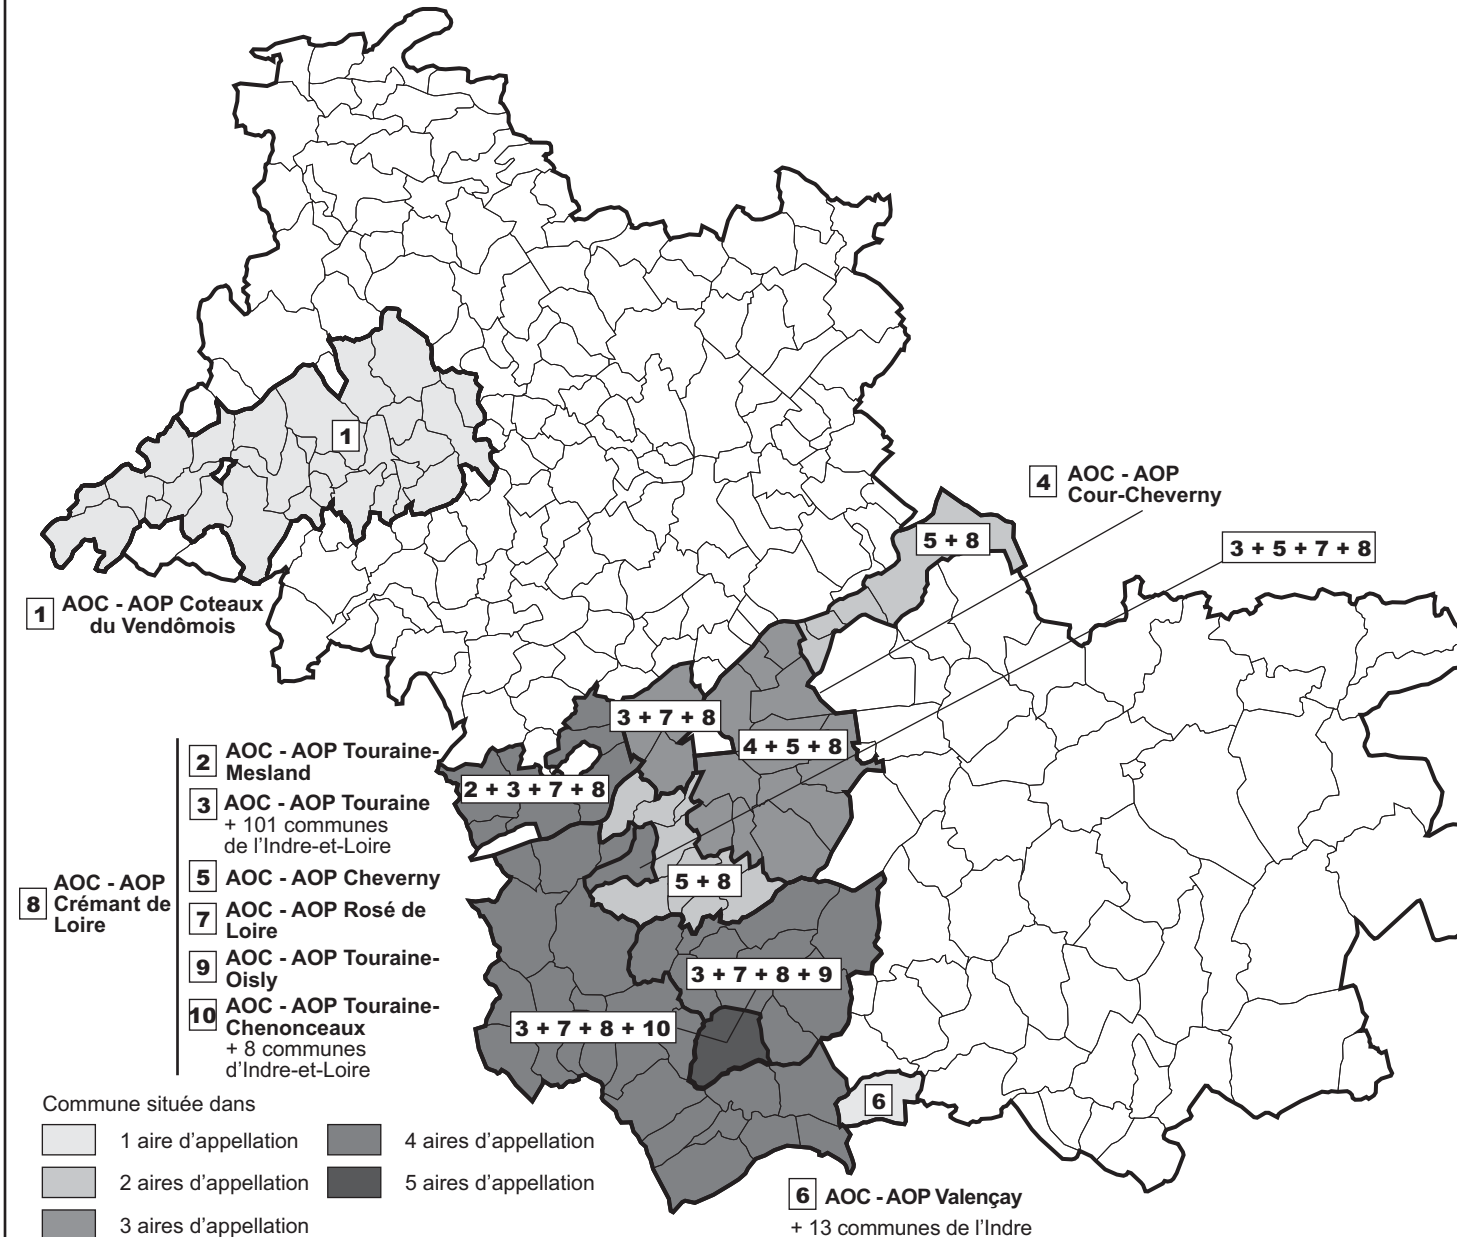 1
4 AOC - AOP
Cour-Cheverny
5 + 8
3 + 5 + 7 + 8
1 AOC - AOP Coteaux
du Vendômois
3 + 7 + 8
4 + 5 + 8
2 + 3 + 7 + 8
5 + 8
3 + 7 + 8 + 9
3 + 7 + 8 + 10
6
8 AOC - AOP
Crémant de
Loire
2 AOC - AOP Touraine-
Mesland
3 AOC - AOP Touraine
+ 101 communes
de l'Indre-et-Loire
5 AOC - AOP Cheverny
7 AOC - AOP Rosé de
Loire
9 AOC - AOP Touraine-
Oisly
10 AOC - AOP Touraine-
Chenonceaux
+ 8 communes
d'Indre-et-Loire
Commune située dans
1 aire d'appellation
2 aires d'appellation
3 aires d'appellation
4 aires d'appellation
5 aires d'appellation
6 AOC - AOP Valençay
+ 13 communes de l'Indre